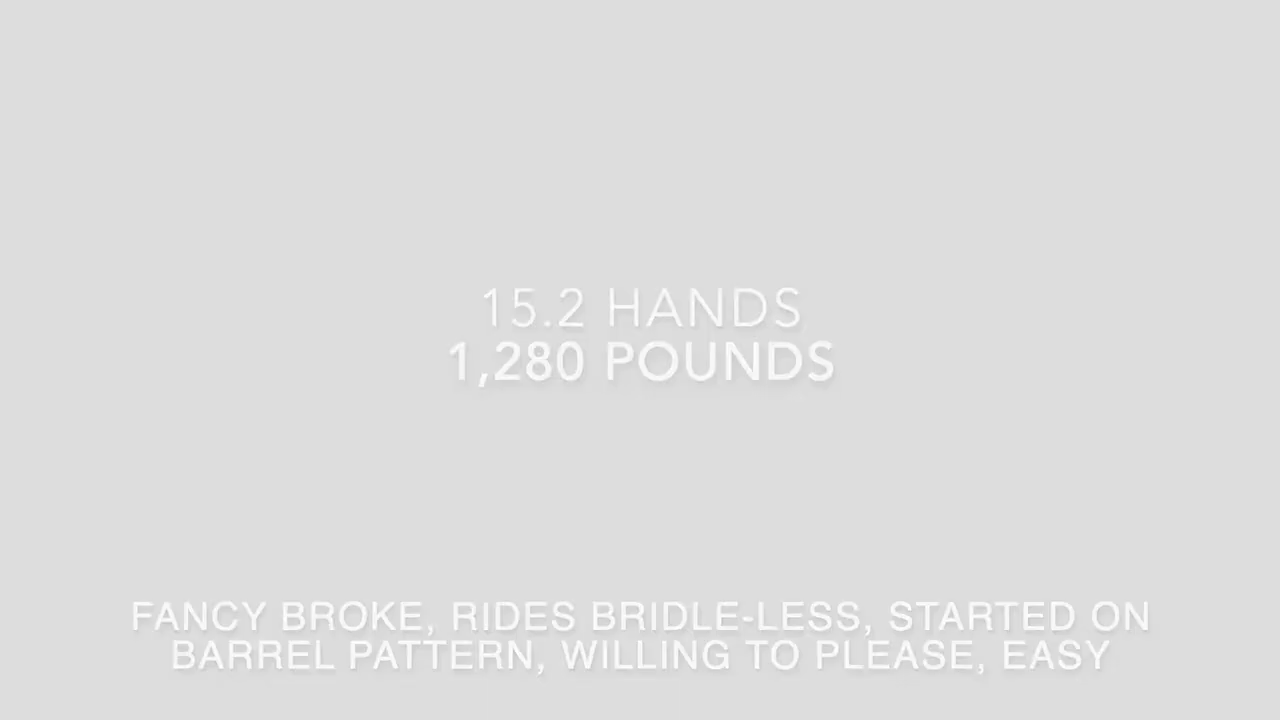 15.2 HANDS
1,280 POUNDS
FANCY BROKE, RIDES BRIDLE-LESS, STARTED ON
BARREL PATTERN, WILLING TO PLEASE, EASY